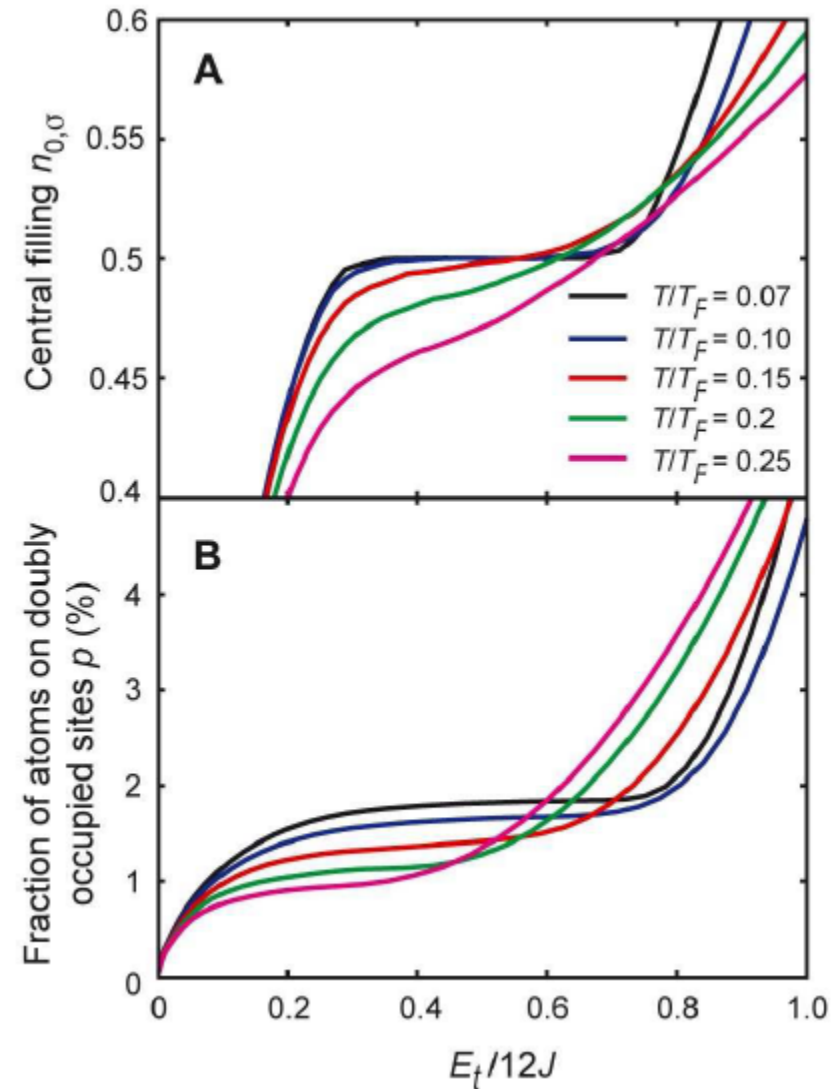 A
Central filling n0,σ
0.6
0.55
0.5
0.45
0.4
T/TF = 0.07
T/TF = 0.10
T/TF = 0.15
T/TF = 0.2
T/TF = 0.25
B
Fraction of atoms on doubly
occupied sites p (%)
4
3
2
1
0
0 0.2 0.4 0.6 0.8 1.0
Et/12J